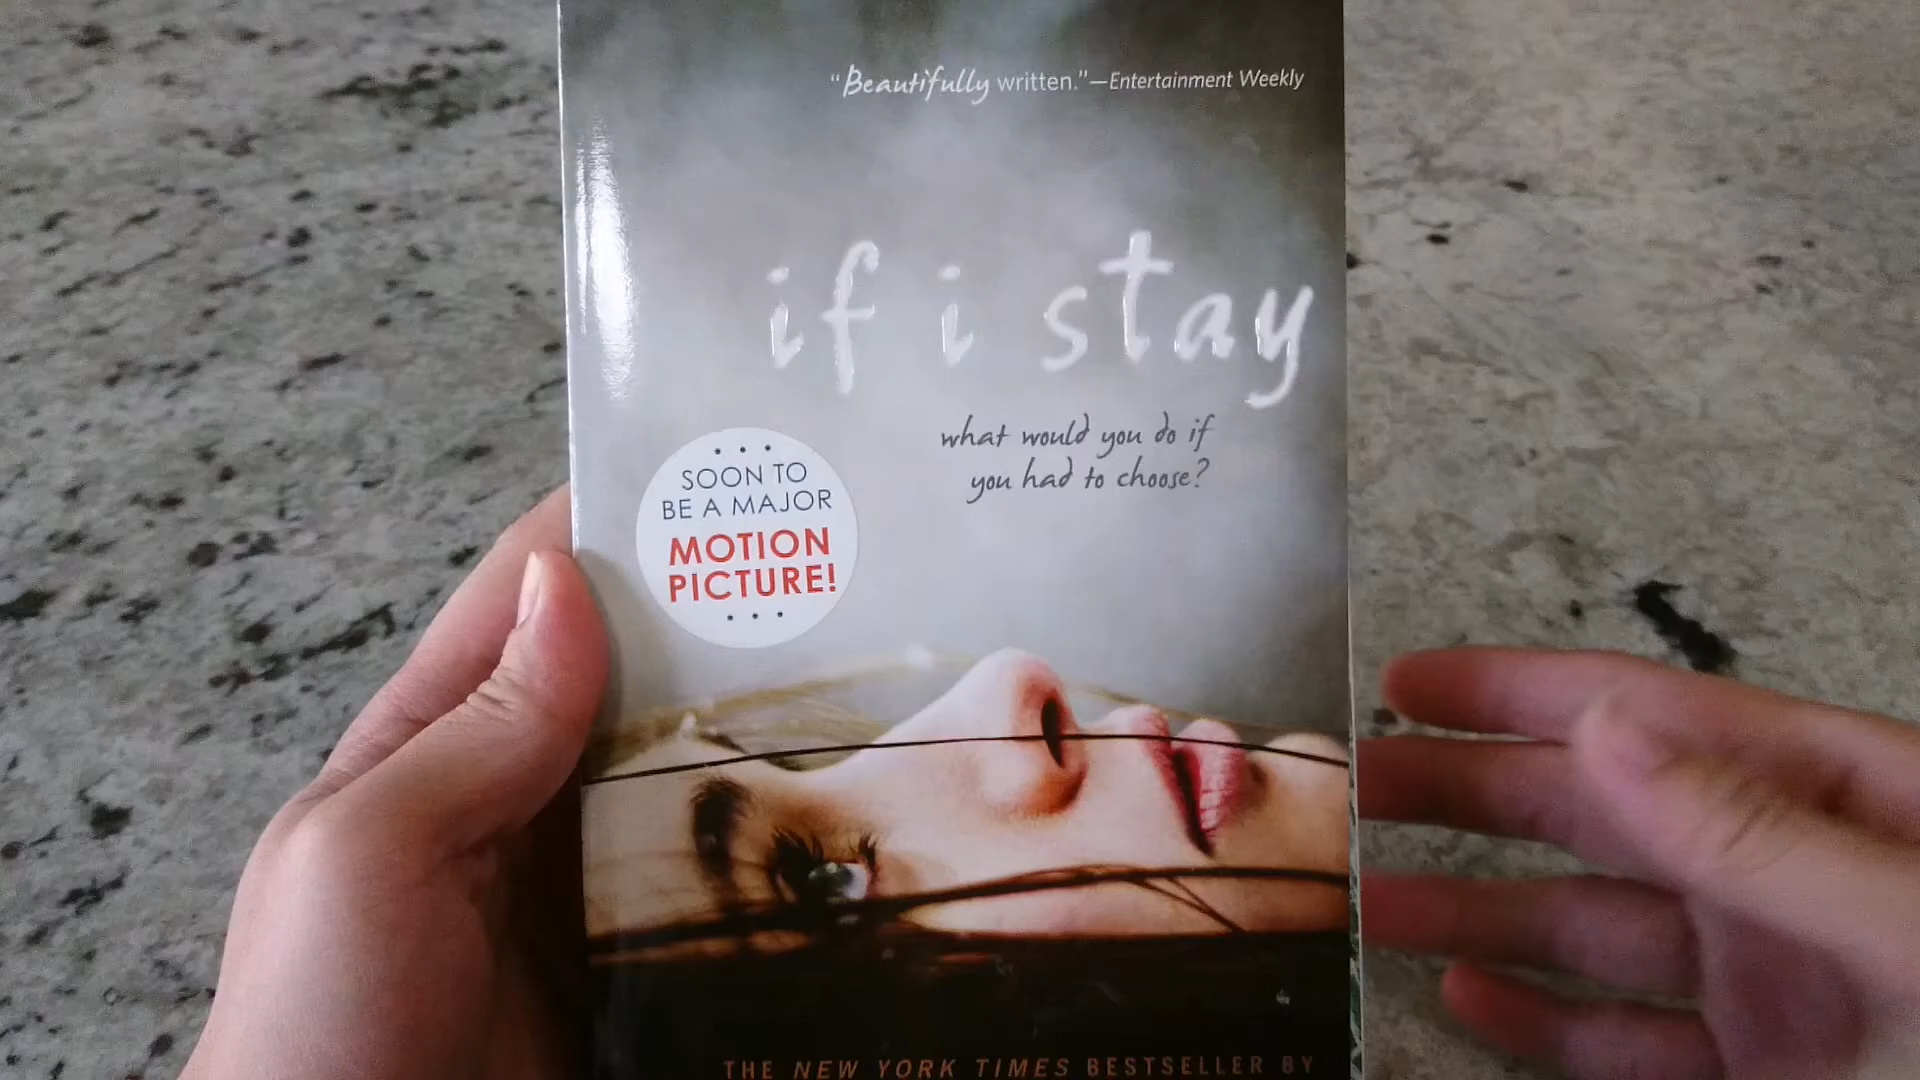 "Beautifully written."—Entertainment Weekly
if i stay
what would you do if
you had to choose?
SOON TO
BE A MAJOR
MOTION
PICTURE!
THE NEW YORK TIMES BESTSELLER BY